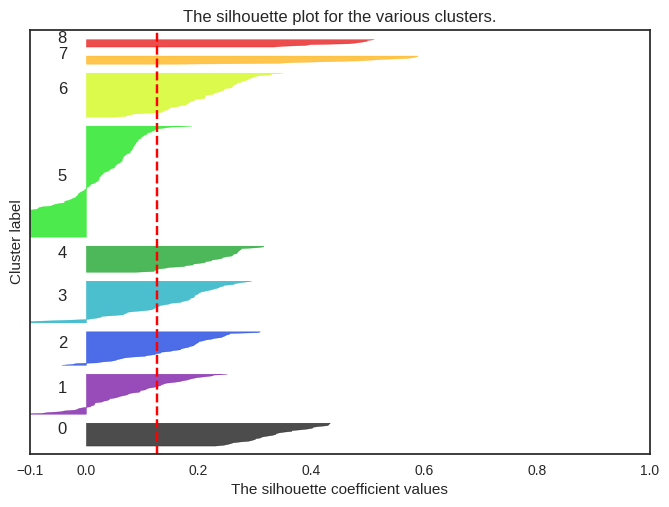 The silhouette plot for the various clusters.
8
7
6
5
4
3
2
1
0
Cluster label
−0.1 0.0 0.2 0.4 0.6 0.8 1.0
The silhouette coefficient values